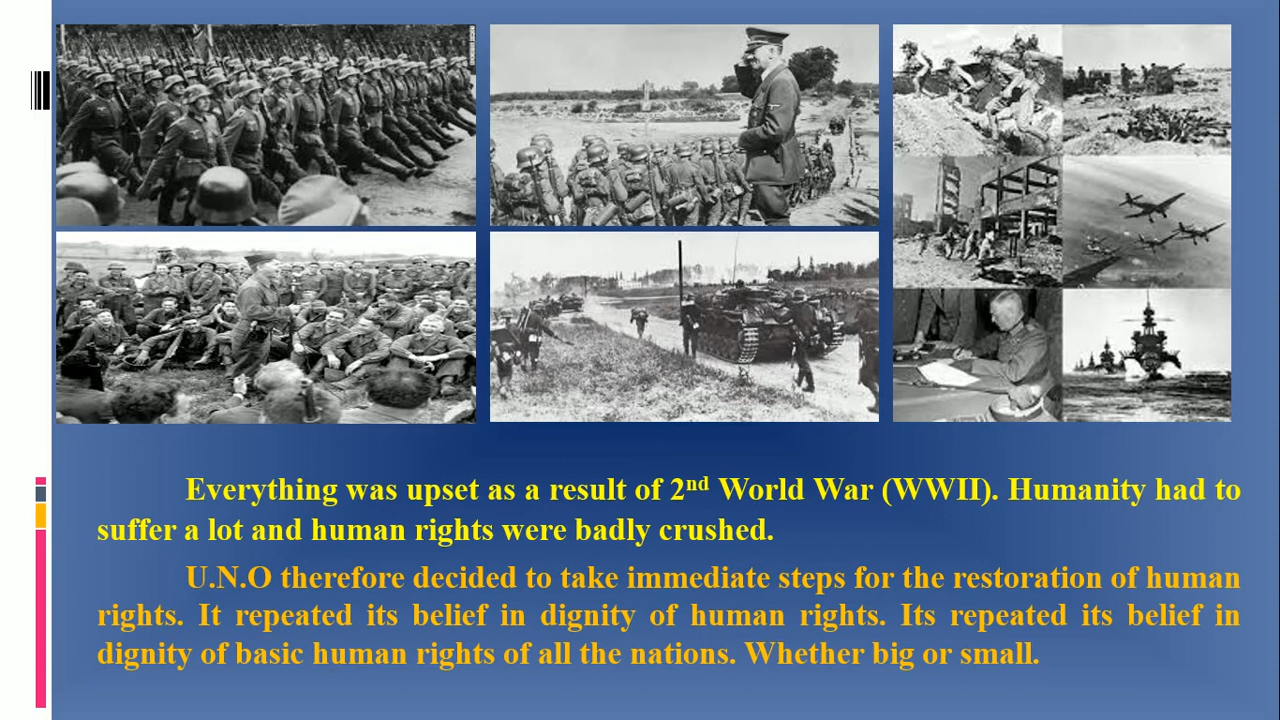 Everything was upset as a result of 2nd World War (WWII). Humanity had to
suffer a lot and human rights were badly crushed.
U.N.O therefore decided to take immediate steps for the restoration of human
rights. It repeated its belief in dignity of human rights. Its repeated its belief in
dignity of basic human rights of all the nations. Whether big or small.